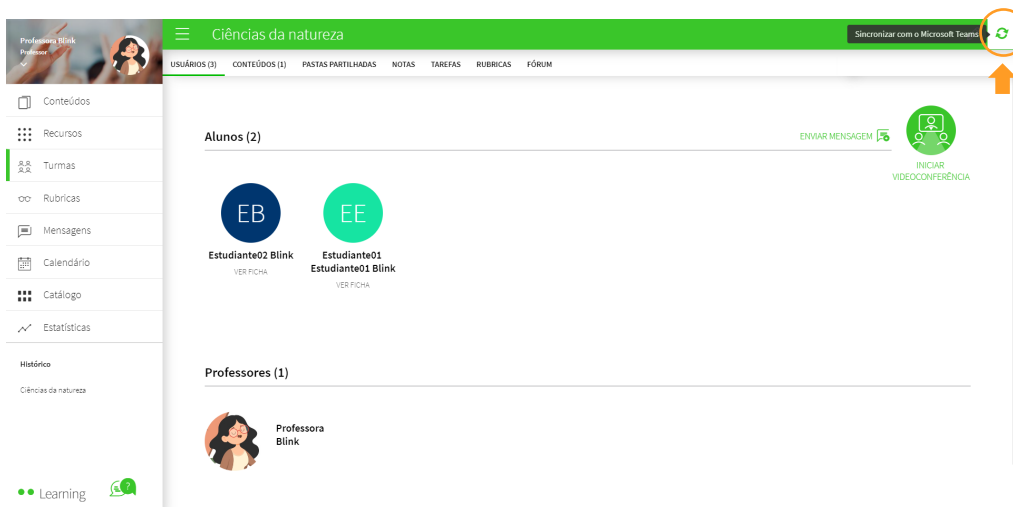 Professora Blink
Professor
Ciências da natureza
Sincronizar com o Microsoft Teams
USUÁRIOS (3) CONTEÚDOS (1) PASTAS PARTILHADAS NOTAS TAREFAS RUBRICAS FÓRUM
Conteúdos
Recursos
Turmas
Rubricas
Mensagens
Calendário
Catálogo
Estatísticas
Histórico
Ciências da natureza
Learning
?
Alunos (2)
ENVIAR MENSAGEM
INICIAR
VIDEOCONFERÊNCIA
EB
Estudiante02 Blink
VER FICHA
EE
Estudiante01
Estudiante01 Blink
VER FICHA
Professores (1)
Professora
Blink